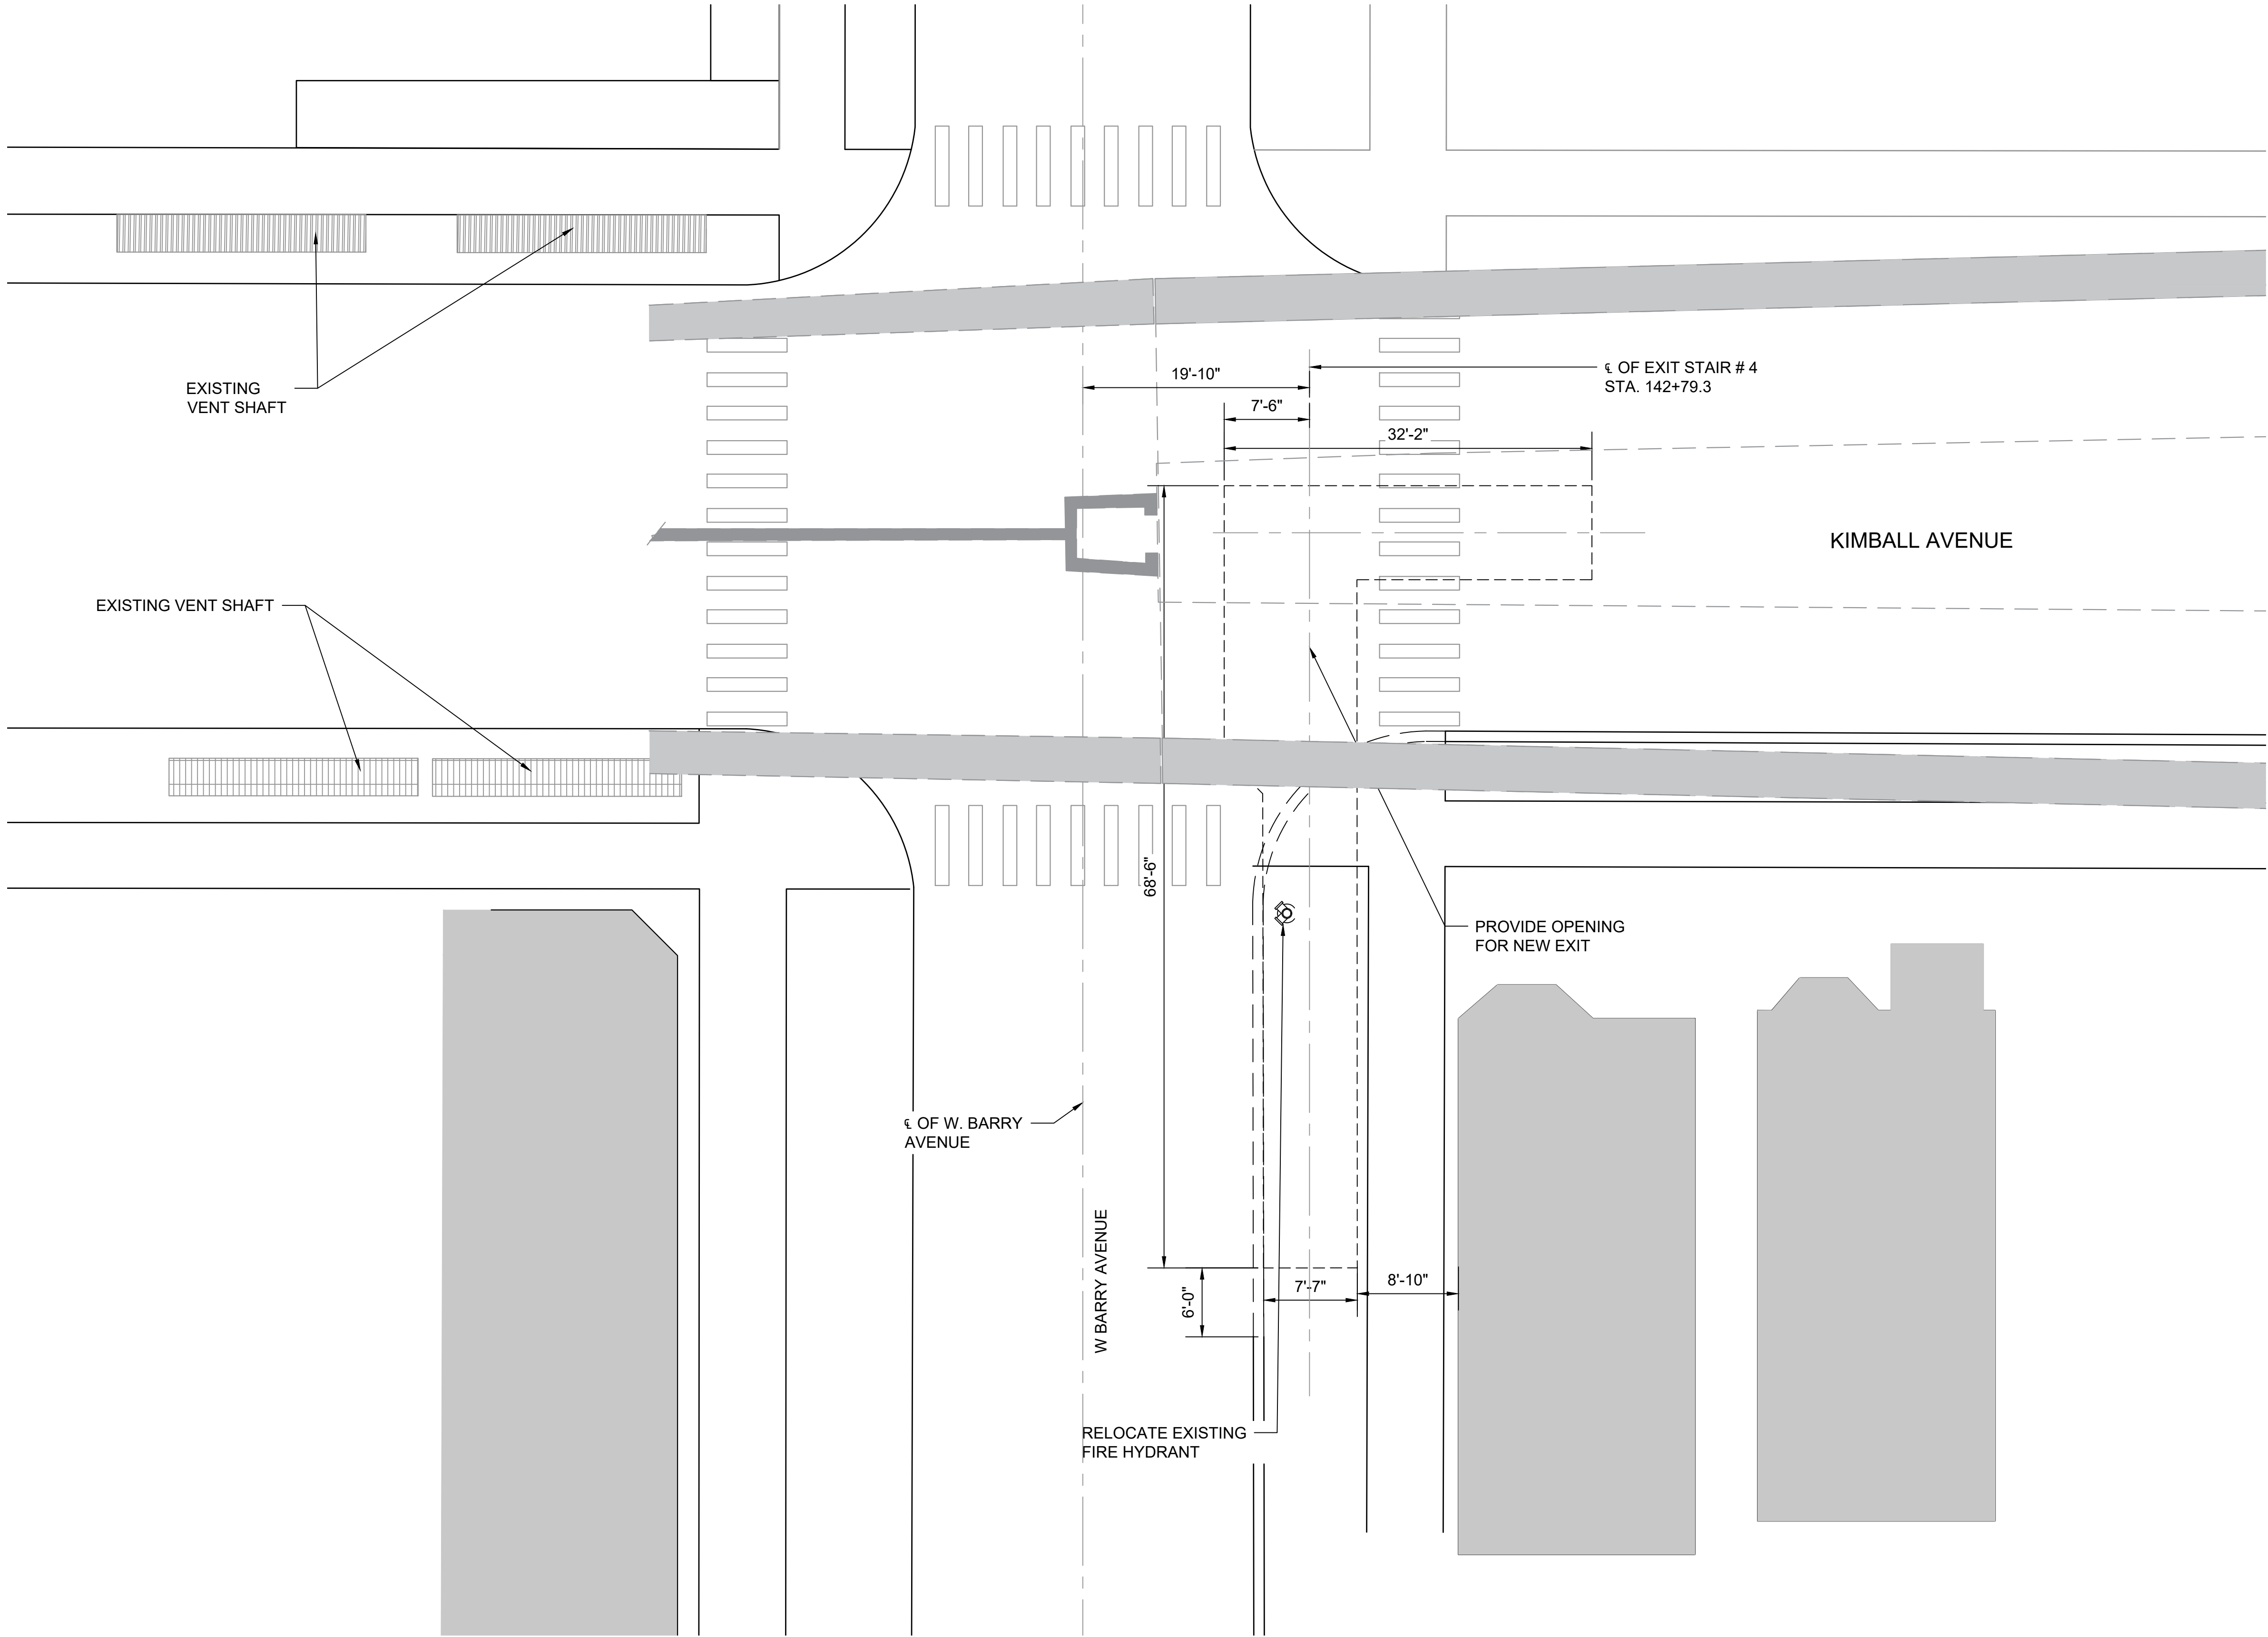 ℄ OF EXIT STAIR # 4
STA. 142+79.3
19'-10"
7'-6"
32'-2"
EXISTING
VENT SHAFT
KIMBALL AVENUE
EXISTING VENT SHAFT
68'-6"
PROVIDE OPENING
FOR NEW EXIT
℄ OF W. BARRY
AVENUE
W BARRY AVENUE
6'-0"
7'-7"
8'-10"
RELOCATE EXISTING
FIRE HYDRANT